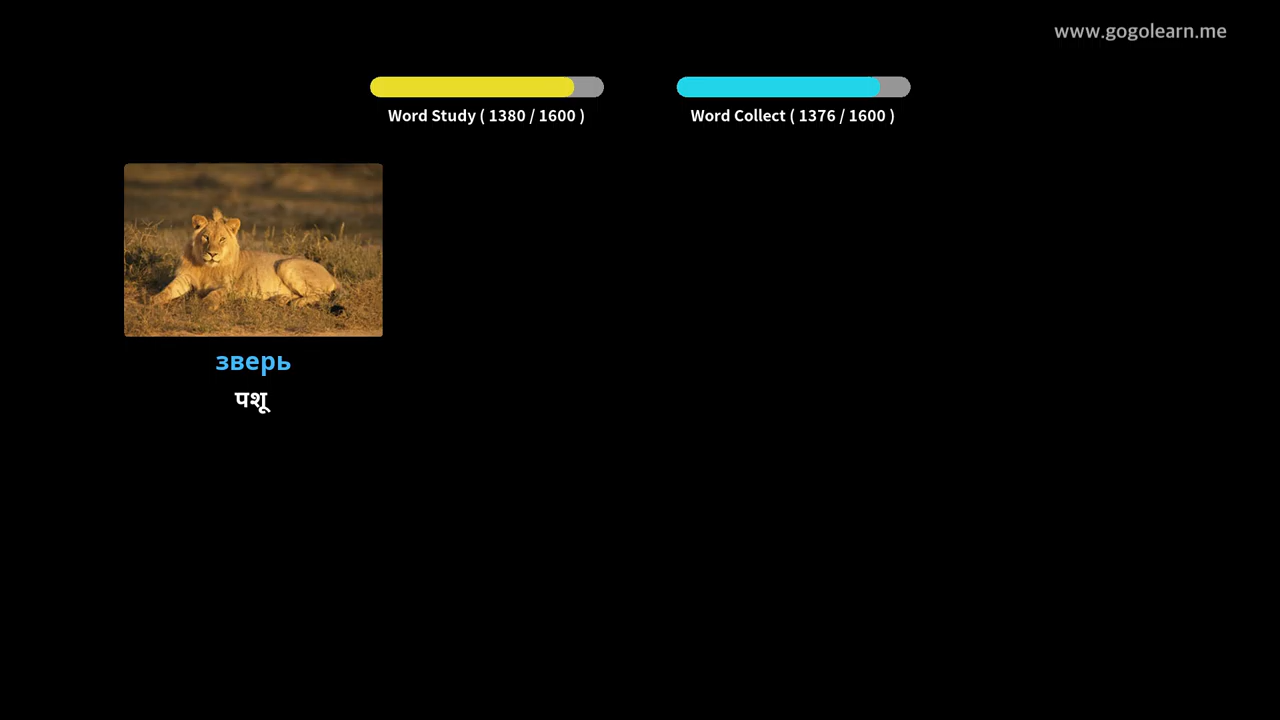 www.gogolearn.me
Word Study ( 1380 / 1600 )
Word Collect ( 1376 / 1600 )
зверь
पशू